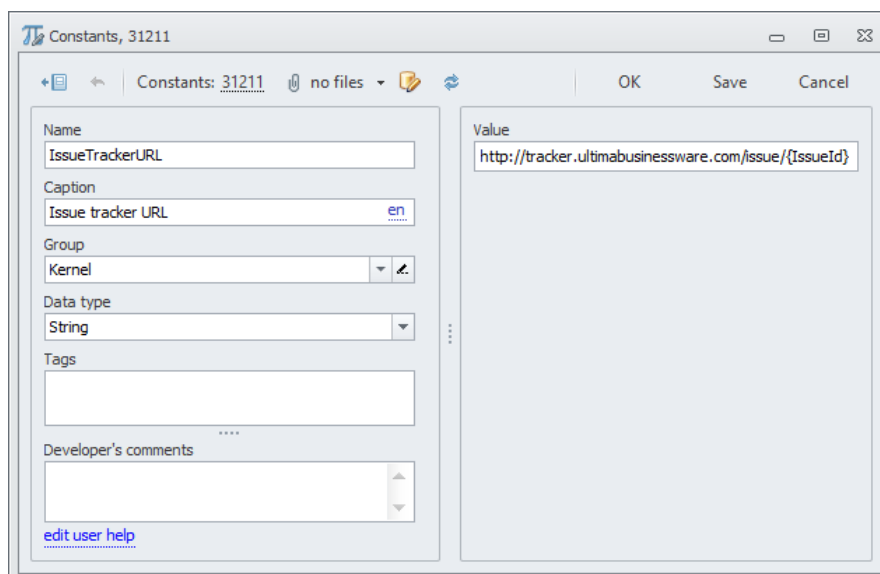 Constants, 31211
Constants: 31211 no files OK Save Cancel
Name
IssueTrackerURL
Caption
Issue tracker URL en
Group
Kernel
Data type
String
Tags
Developer's comments
edit user help
Value
http://tracker.ultimabusinessware.com/issue/{IssueId}